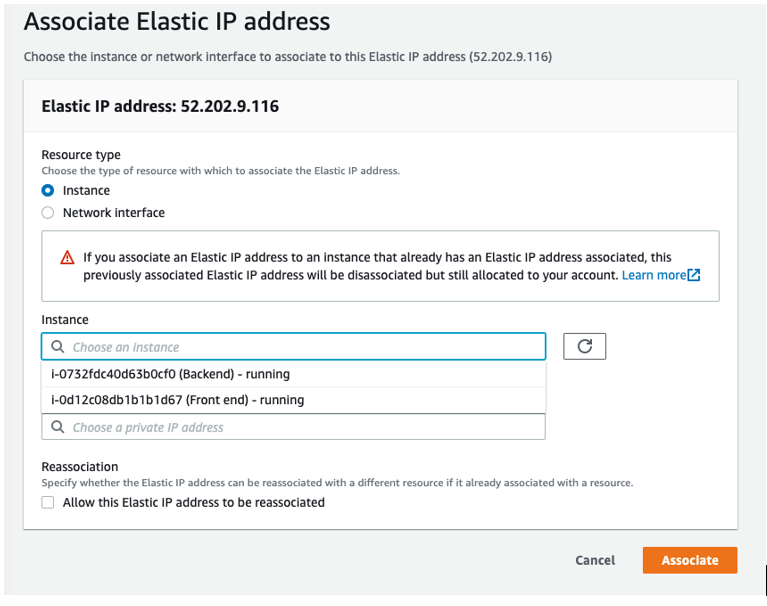 Associate Elastic IP address
Choose the instance or network interface to associate to this Elastic IP address (52.202.9.116)
Elastic IP address: 52.202.9.116
Resource type
Choose the type of resource with which to associate the Elastic IP address.
Instance
Network interface
If you associate an Elastic IP address to an instance that already has an Elastic IP address associated, this
previously associated Elastic IP address will be disassociated but still allocated to your account. Learn more
Instance
Choose an instance
i-0732fdc40d63b0cf0 (Backend) - running
i-0d12c08db1b1b1d67 (Front end) - running
Choose a private IP address
Reassociation
Specify whether the Elastic IP address can be reassociated with a different resource if it already associated with a resource.
Allow this Elastic IP address to be reassociated
Cancel
Associate